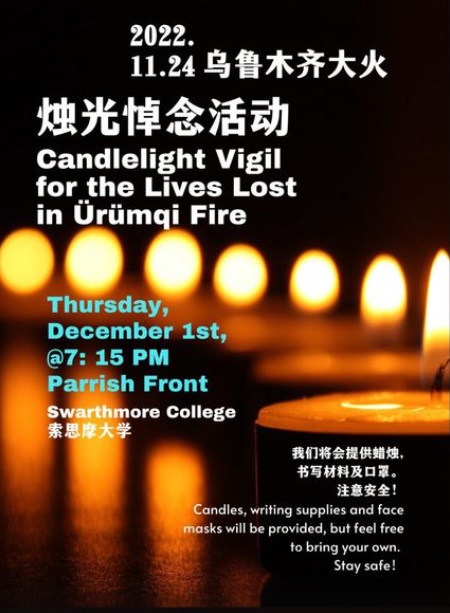 2022.
11.24 乌鲁木齐大火
烛光悼念活动
Candlelight Vigil
for the Lives Lost
in Ürümqi Fire
Thursday,
December 1st,
@7: 15 PM
Parrish Front
Swarthmore College
索思摩大学
我们将会提供蜡烛,
书写材料及口罩。
注意安全!
Candles, writing supplies and face
masks will be provided, but feel free
to bring your own.
Stay safe!